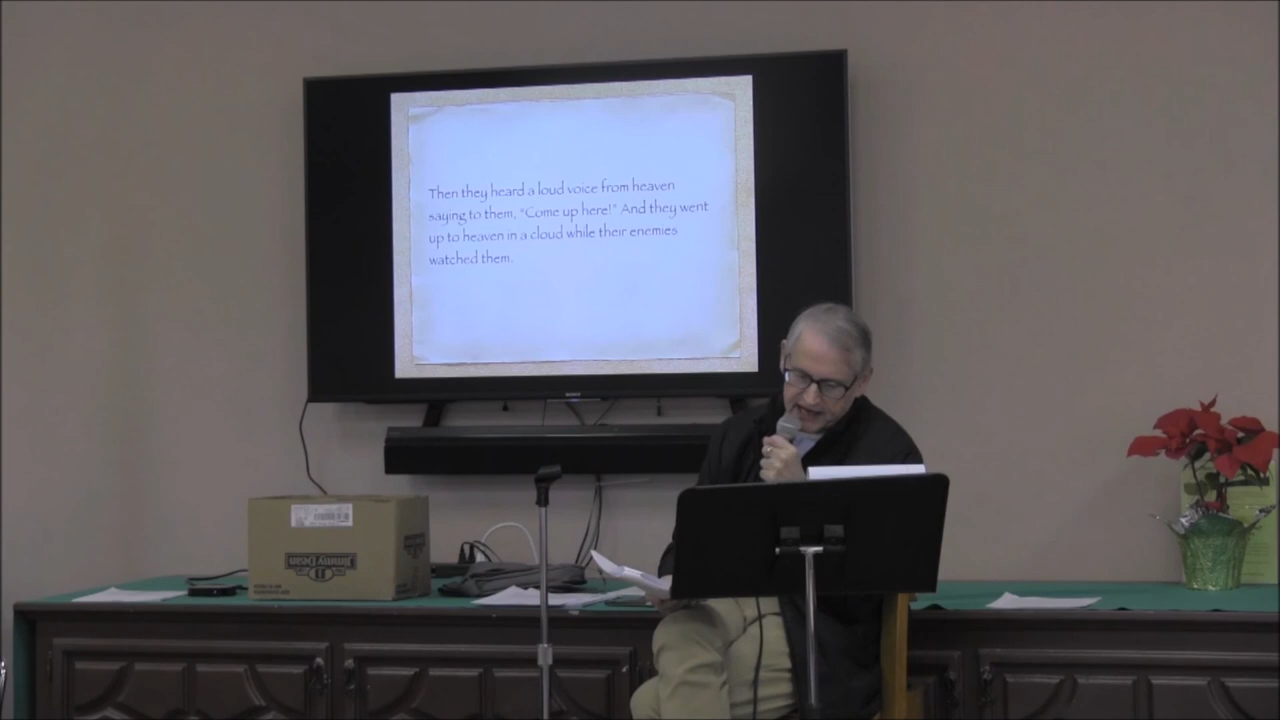 Then they heard a loud voice from heaven
saying to them, "Come up here!" And they went
up to heaven in a cloud while their enemies
watched them.
SONY
Jimmy Dean